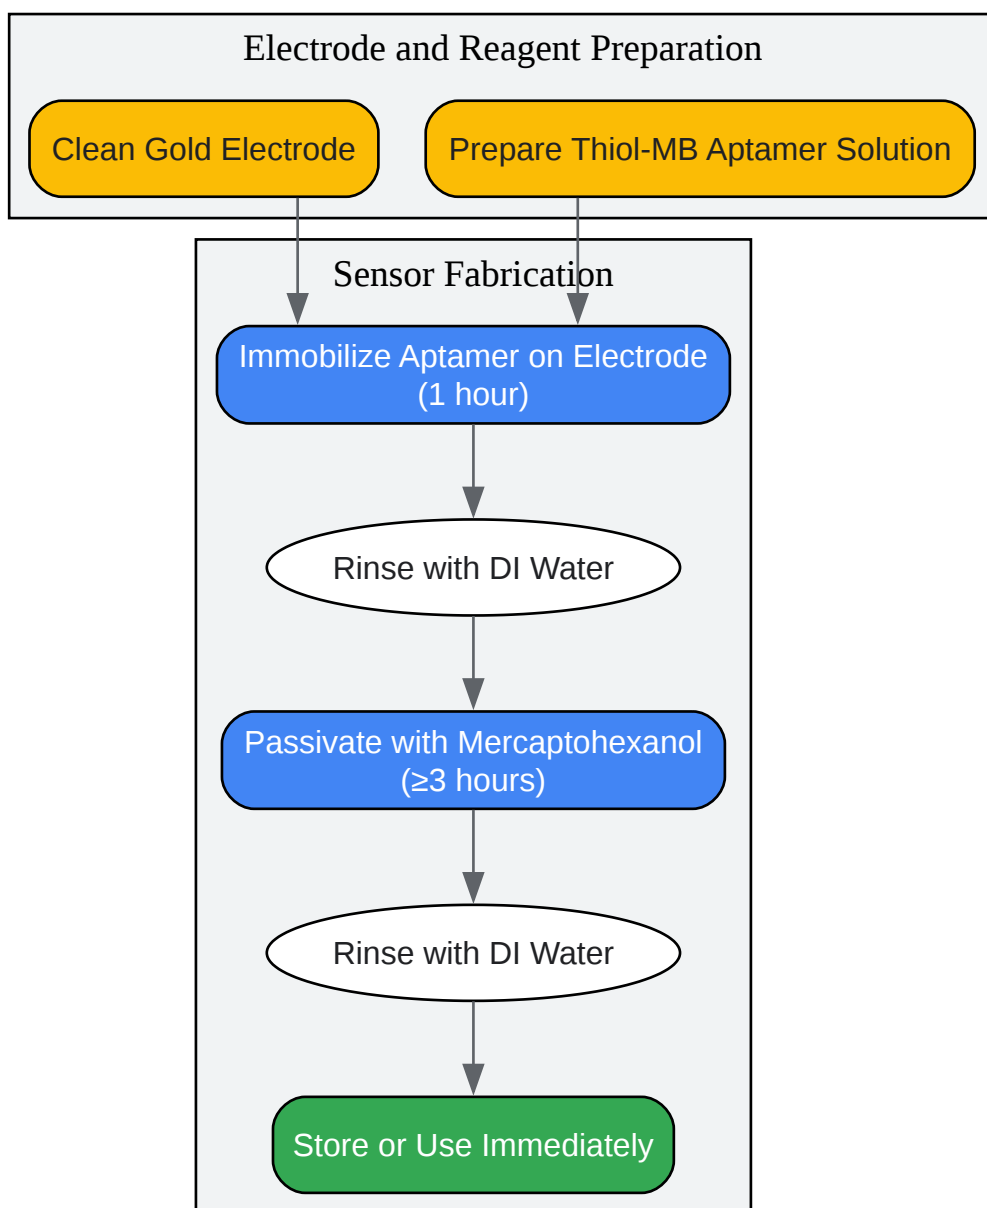 Electrode and Reagent Preparation
Clean Gold Electrode
Prepare Thiol-MB Aptamer Solution
Sensor Fabrication
Immobilize Aptamer on Electrode
(1 hour)
Rinse with DI Water
Passivate with Mercaptohexanol
(≥3 hours)
Rinse with DI Water
Store or Use Immediately